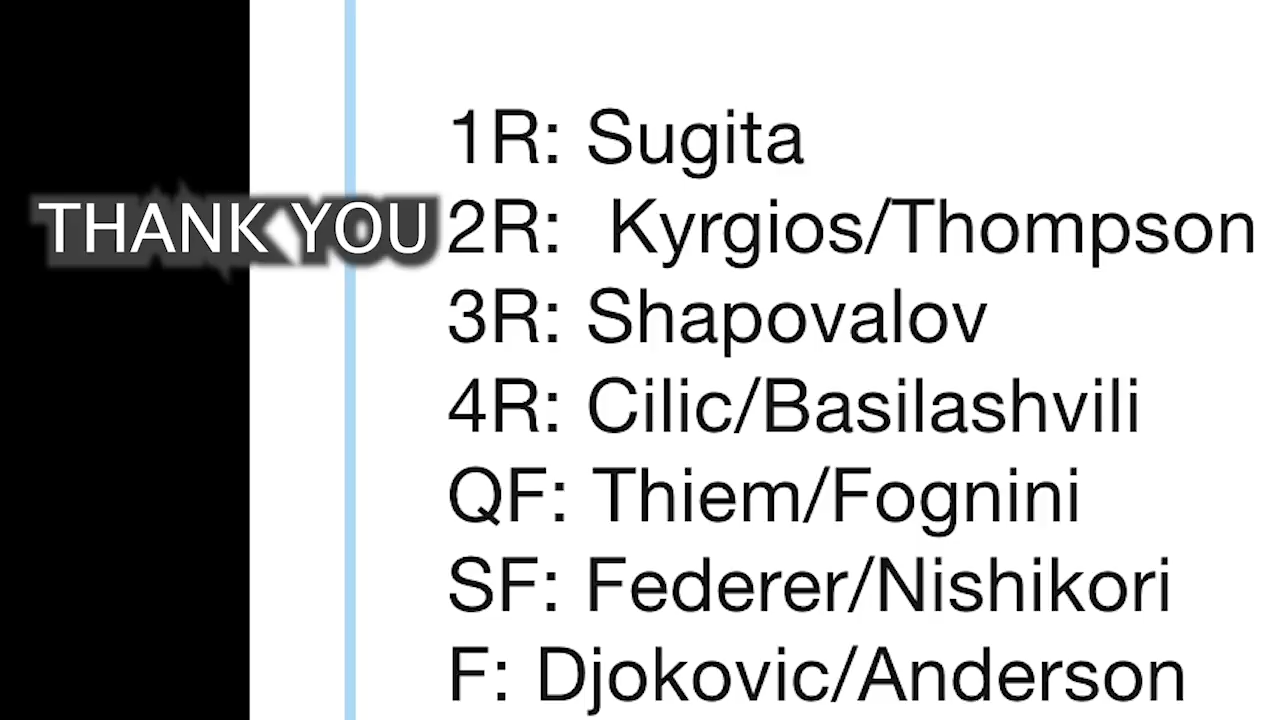 1R: Sugita
THANK YOU
2R: Kyrgios/Thompson
3R: Shapovalov
4R: Cilic/Basilashvili
QF: Thiem/Fognini
SF: Federer/Nishikori
F: Djokovic/Anderson